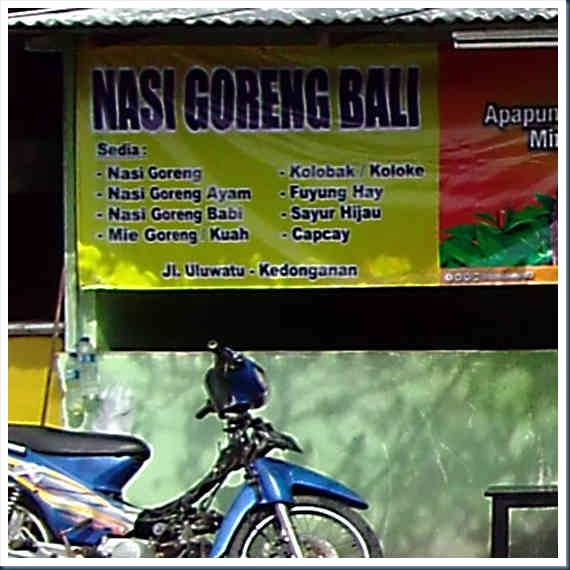 NASI GORENG BALI
Sedia :
- Nasi Goreng
- Nasi Goreng Ayam
- Nasi Goreng Babi
- Mie Goreng / Kuah
- Kolobak / Koloke
- Fuyung Hay
- Sayur Hijau
- Capcay
Jl. Uluwatu - Kedonganan
Apapun